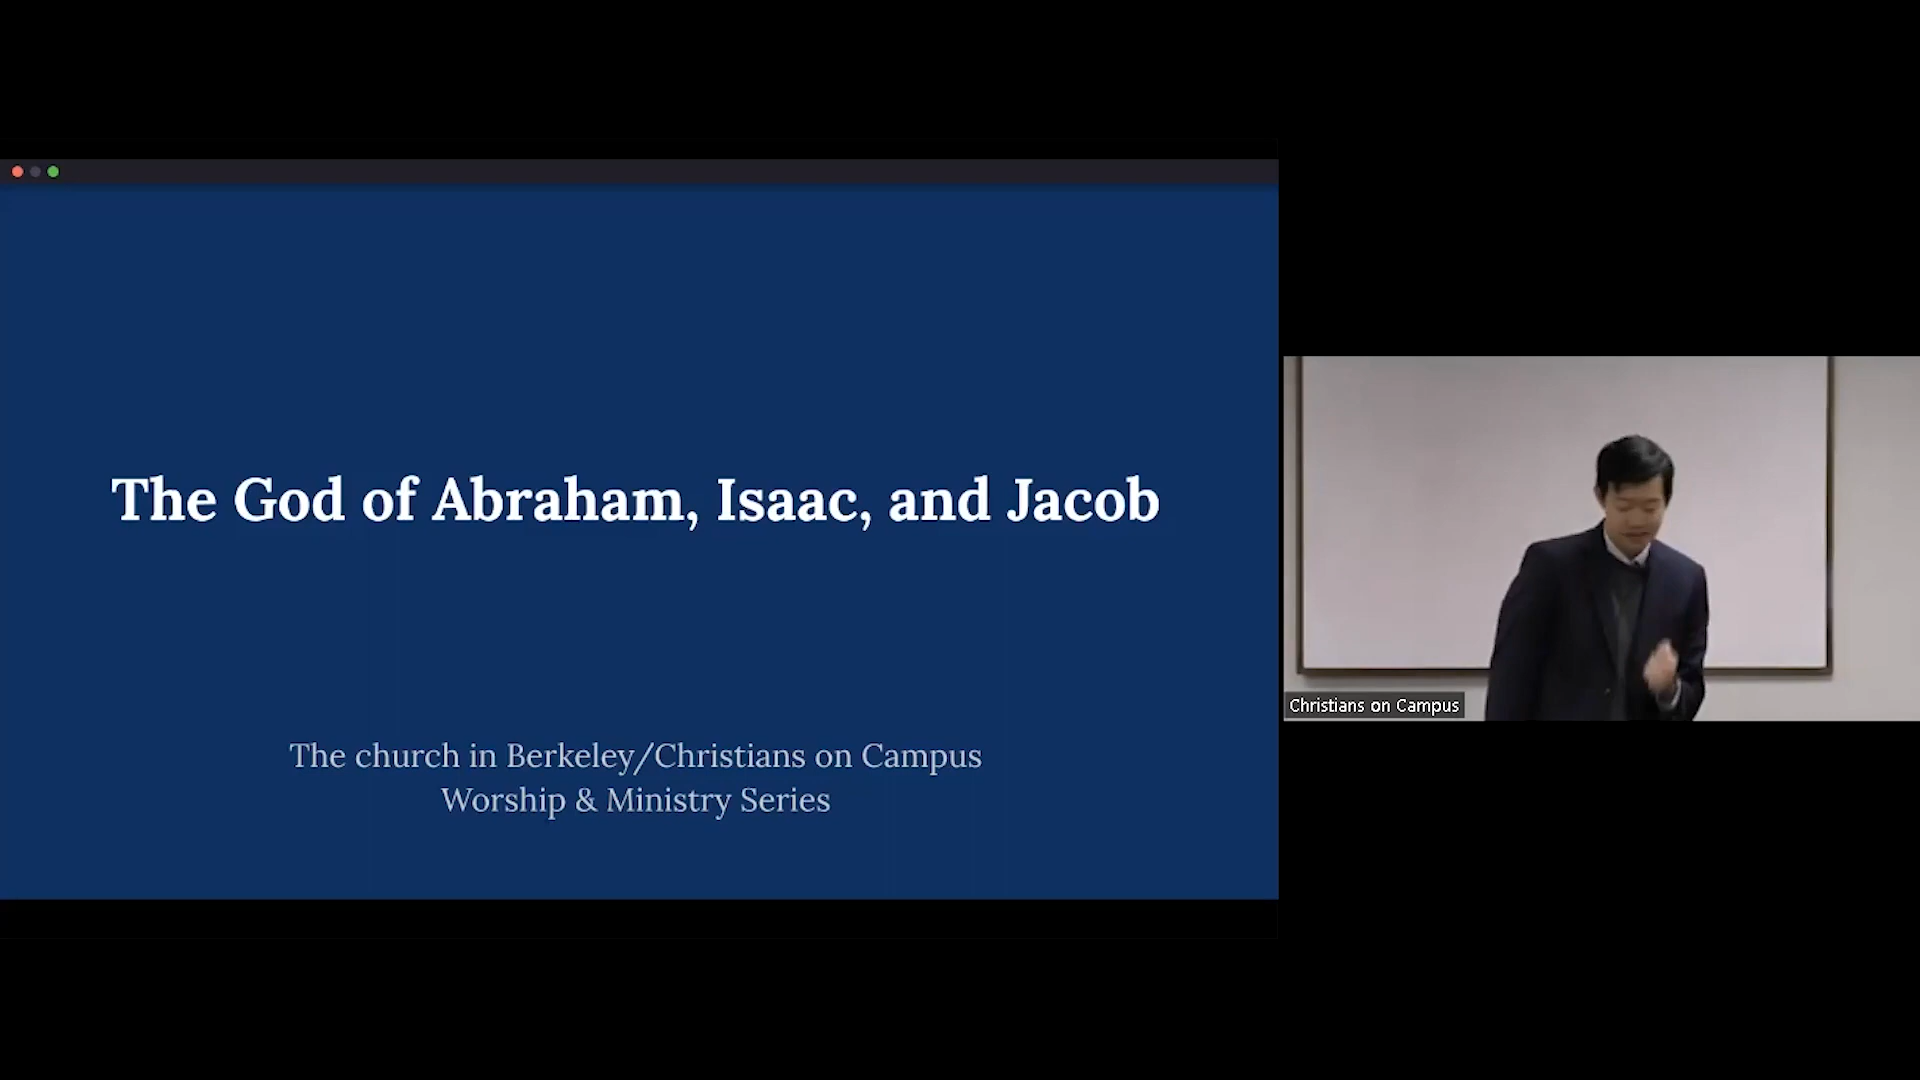 The God of Abraham, Isaac, and Jacob
The church in Berkeley/Christians on Campus
Worship & Ministry Series
Christians on Campus